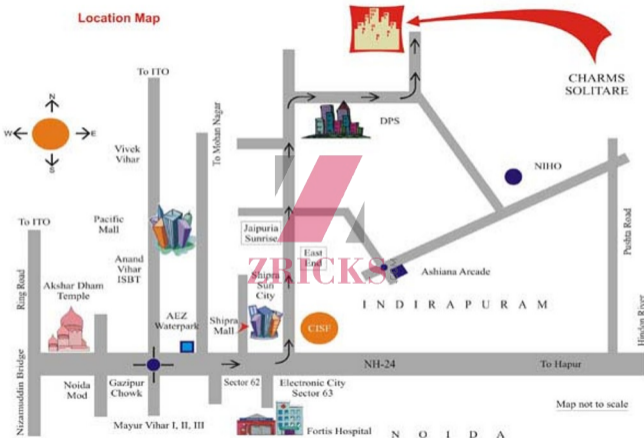 Location Map
To ITO
CHARMS
SOLITARE
N
W
E
S
Vivek
Vihar
To Mohan Nagar
DPS
NIHO
To ITO
Pacific
Mall
Jaipuria
Sunrise
East
End
Pushta Road
Ring Road
Anand
Vihar
ISBT
Akshar Dham
Temple
ZRICKS
Shipra
Sun
City
Ashiana Arcade
INDIRAPURAM
AEZ
Waterpark
Shipra
Mall
CISF
Hindon River
Nizamuddin Bridge
NH-24
To Hapur
Noida
Mod
Gazipur
Chowk
Sector 62
Electronic City
Sector 63
Map not to scale
Mayur Vihar I, II, III
Fortis Hospital
NOIDA